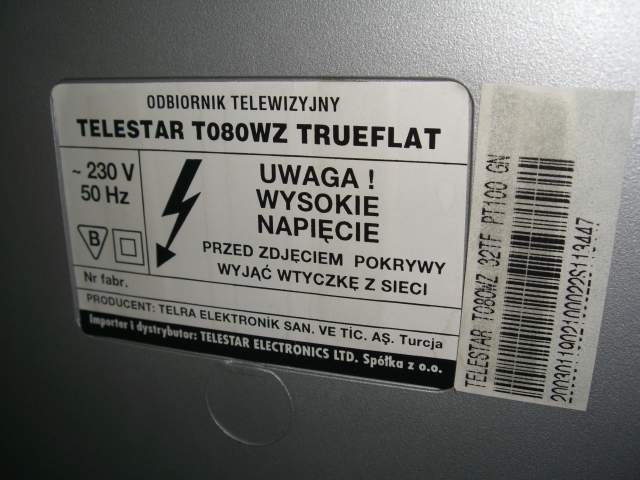 ODBIORNIK TELEWIZYJNY
TELESTAR T080WZ TRUEFLAT
~ 230 V
50 Hz
B
UWAGA !
WYSOKIE
NAPIĘCIE
PRZED ZDJĘCIEM POKRYWY
WYJĄĆ WTYCZKĘ Z SIECI
Nr fabr.
PRODUCENT: TELRA ELEKTRONİK SAN. VE TİC. AŞ. Turcja
Importer i dystrybutor: TELESTAR ELECTRONICS LTD. Spółka z o.o.
TELESTAR T080WZ 32TF PT100 GN